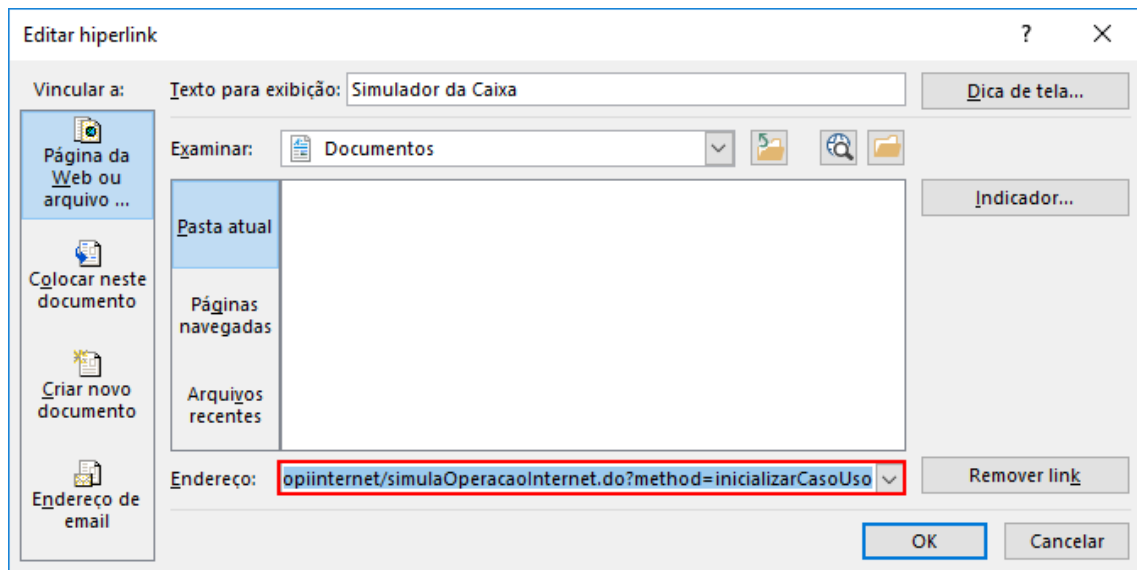 Editar hiperlink
?
Vincular a:
Texto para exibição:
Simulador da Caixa
Dica de tela...
Página da
Web ou
arquivo ...
Examinar:
Documentos
Indicador...
Pasta atual
Colocar neste
documento
Páginas
navegadas
Criar novo
documento
Arquivos
recentes
Endereço:
opiinternet/simulaOperacaoInternet.do?method=inicializarCasoUso
Remover link
Endereço de
email
OK
Cancelar